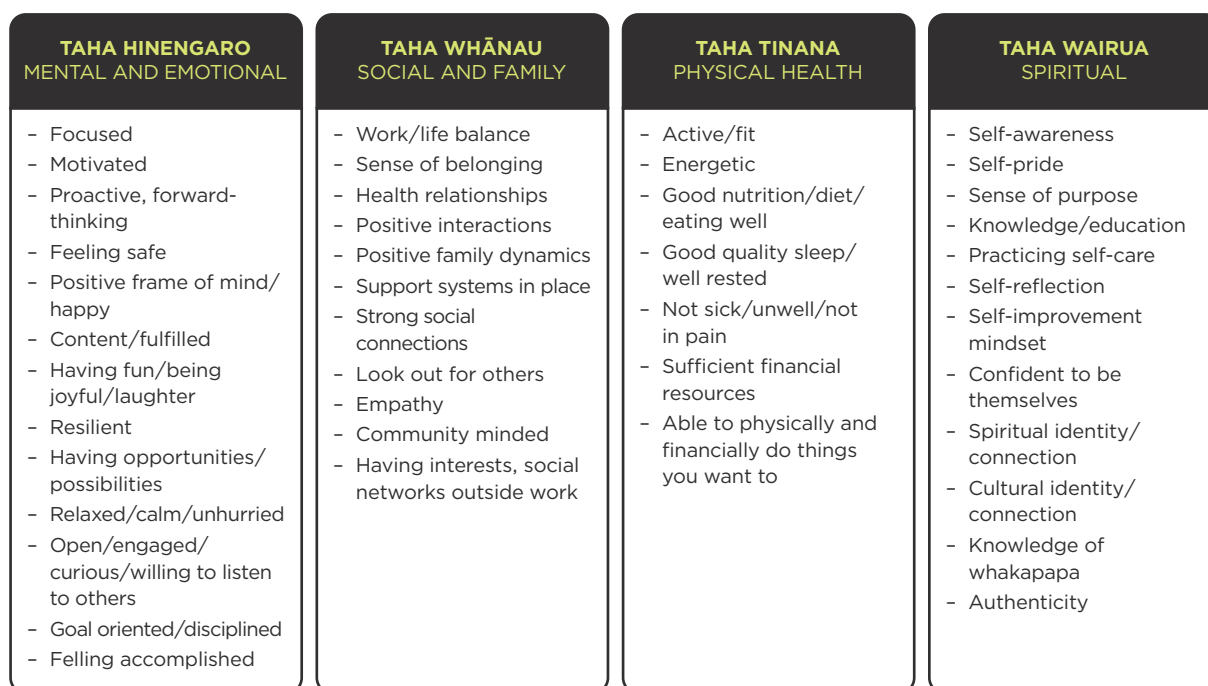 TAHA HINENGARO
MENTAL AND EMOTIONAL
– Focused
– Motivated
– Proactive, forward-
thinking
– Feeling safe
– Positive frame of mind/
happy
– Content/fulfilled
– Having fun/being
joyful/laughter
– Resilient
– Having opportunities/
possibilities
– Relaxed/calm/unhurried
– Open/engaged/
curious/willing to listen
to others
– Goal oriented/disciplined
– Felling accomplished
TAHA WHĀNAU
SOCIAL AND FAMILY
– Work/life balance
– Sense of belonging
– Health relationships
– Positive interactions
– Positive family dynamics
– Support systems in place
– Strong social
connections
– Look out for others
– Empathy
– Community minded
– Having interests, social
networks outside work
TAHA TINANA
PHYSICAL HEALTH
– Active/fit
– Energetic
– Good nutrition/diet/
eating well
– Good quality sleep/
well rested
– Not sick/unwell/not
in pain
– Sufficient financial
resources
– Able to physically and
financially do things
you want to
TAHA WAIRUA
SPIRITUAL
– Self-awareness
– Self-pride
– Sense of purpose
– Knowledge/education
– Practicing self-care
– Self-reflection
– Self-improvement
mindset
– Confident to be
themselves
– Spiritual identity/
connection
– Cultural identity/
connection
– Knowledge of
whakapapa
– Authenticity